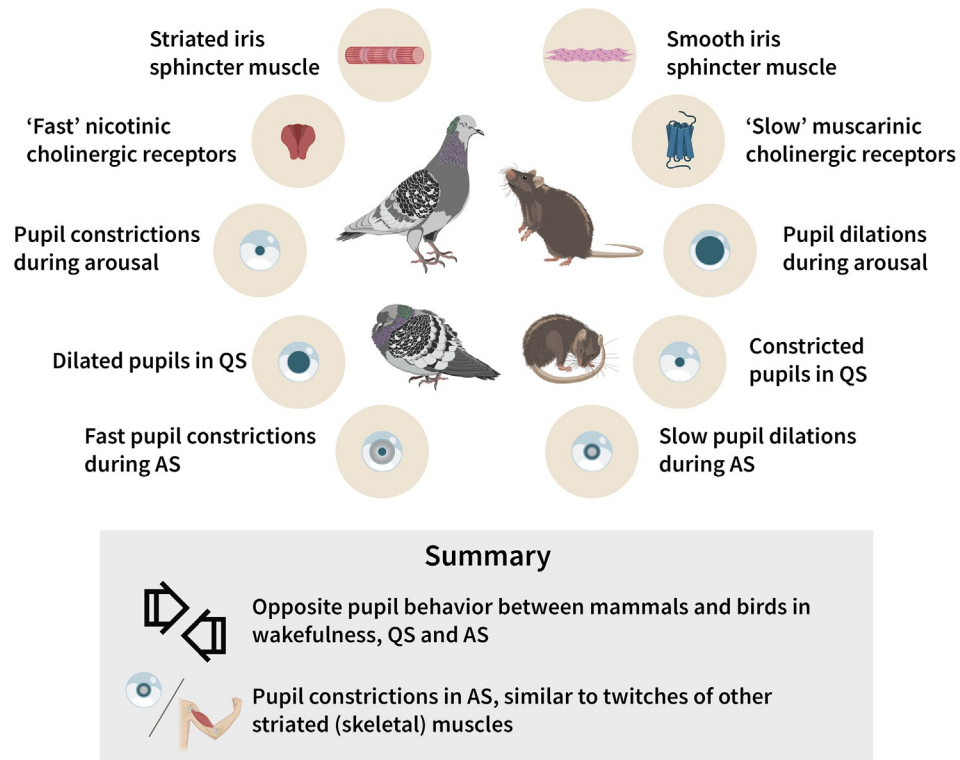 Striated iris
sphincter muscle
Smooth iris
sphincter muscle
‘Fast’ nicotinic
cholinergic receptors
‘Slow’ muscarinic
cholinergic receptors
Pupil constrictions
during arousal
Pupil dilations
during arousal
Dilated pupils in QS
Constricted
pupils in QS
Fast pupil constrictions
during AS
Slow pupil dilations
during AS
Summary
Opposite pupil behavior between mammals and birds in
wakefulness, QS and AS
Pupil constrictions in AS, similar to twitches of other
striated (skeletal) muscles